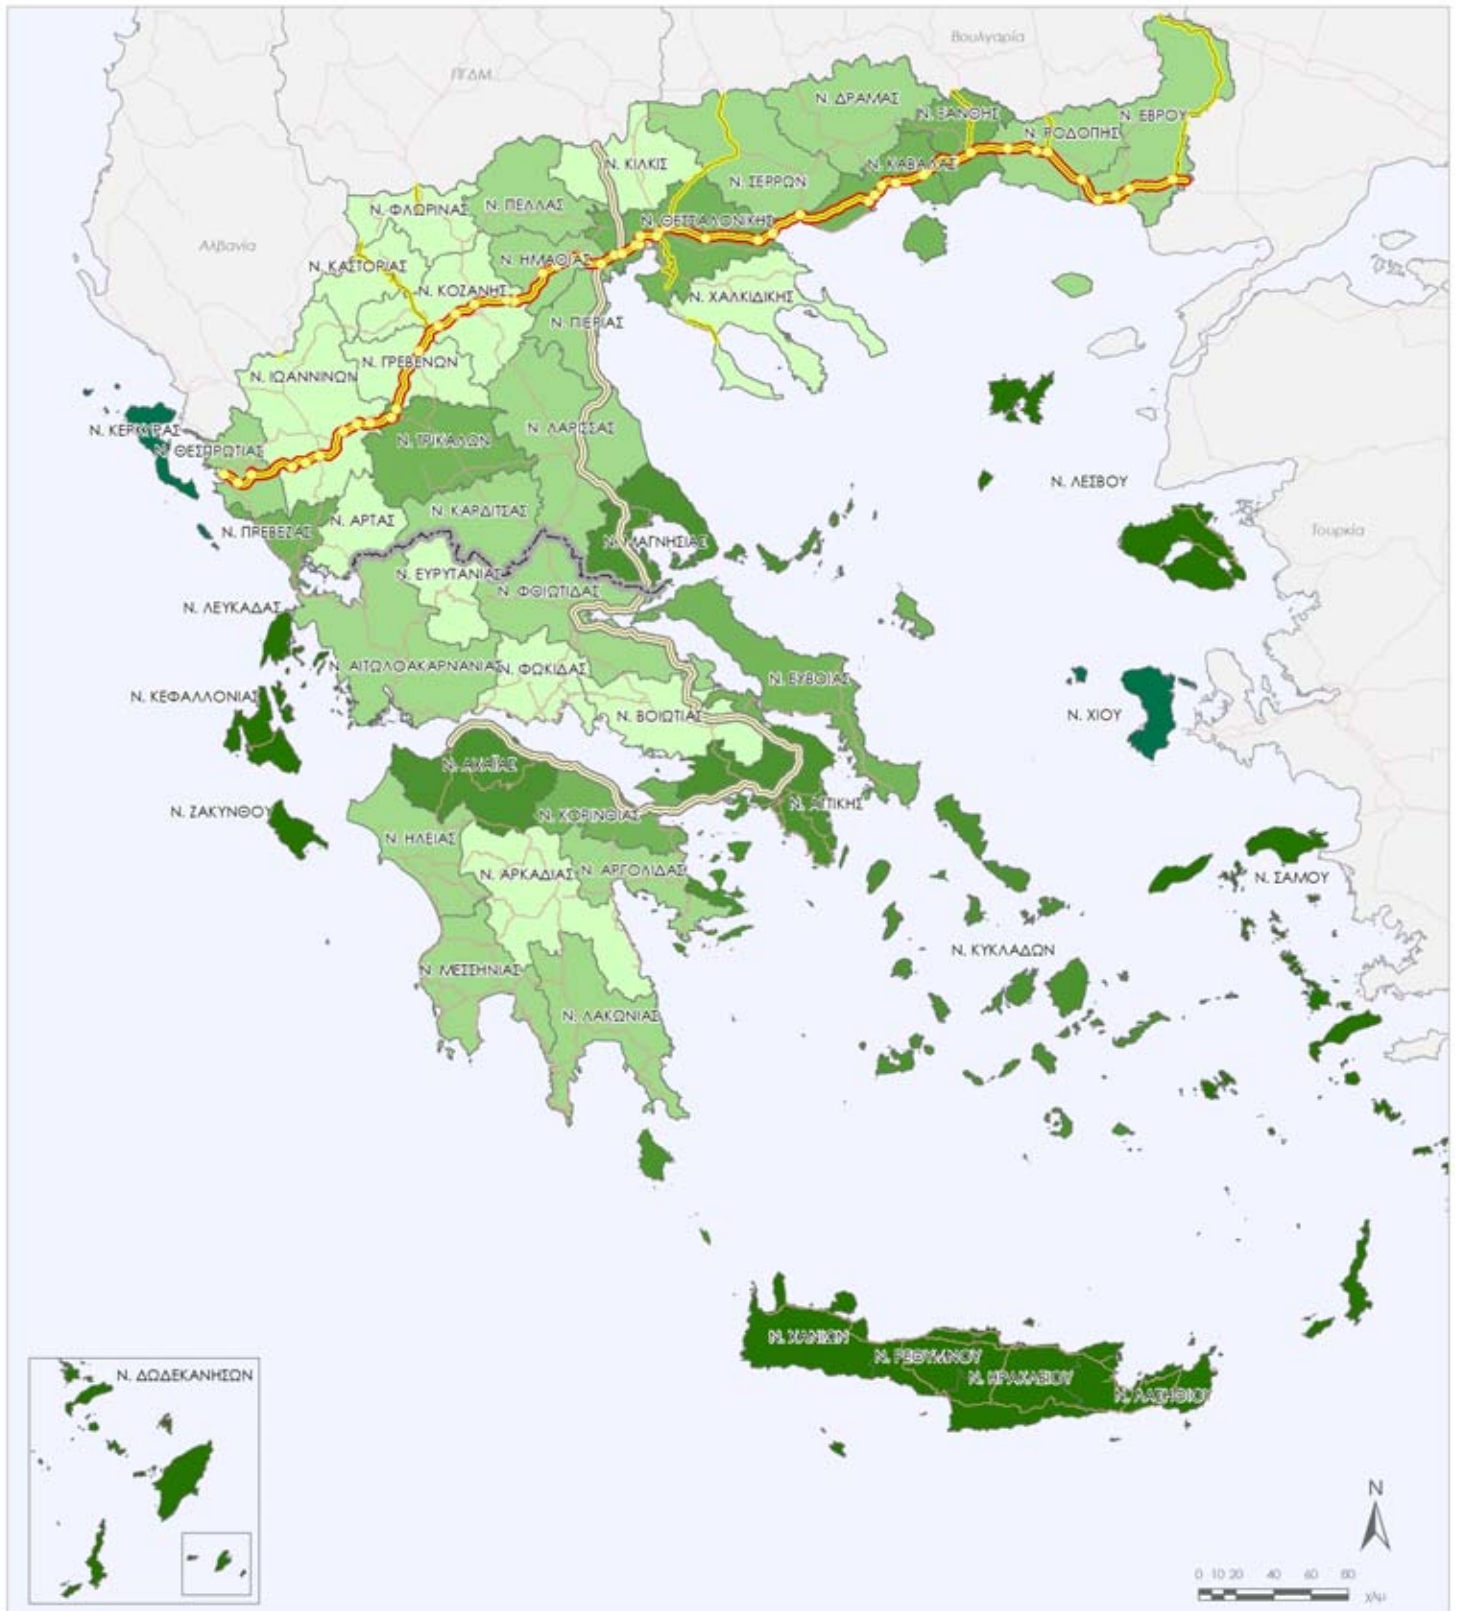 Βουλγαρία
ΠΓΔΜ
Ν. ΔΡΑΜΑΣ
Ν. ΞΑΝΘΗΣ
Ν. ΕΒΡΟΥ
Ν. ΡΟΔΟΠΗΣ
Ν. ΚΙΛΚΙΣ
Ν. ΚΑΒΑΛΑΣ
Ν. ΣΕΡΡΩΝ
Ν. ΦΛΩΡΙΝΑΣ
Ν. ΠΕΛΛΑΣ
Ν. ΘΕΣΣΑΛΟΝΙΚΗΣ
Αλβανία
Ν. ΚΑΣΤΟΡΙΑΣ
Ν. ΗΜΑΘΙΑΣ
Ν. ΚΟΖΑΝΗΣ
Ν. ΧΑΛΚΙΔΙΚΗΣ
Ν. ΠΙΕΡΙΑΣ
Ν. ΓΡΕΒΕΝΩΝ
Ν. ΙΩΑΝΝΙΝΩΝ
Ν. ΚΕΡΚΥΡΑΣ
Ν. ΛΑΡΙΣΣΑΣ
Ν. ΤΡΙΚΑΛΩΝ
Ν. ΘΕΣΠΡΩΤΙΑΣ
Ν. ΛΕΣΒΟΥ
Ν. ΚΑΡΔΙΤΣΑΣ
Ν. ΑΡΤΑΣ
Ν. ΠΡΕΒΕΖΑΣ
Τουρκία
Ν. ΜΑΓΝΗΣΙΑΣ
Ν. ΕΥΡΥΤΑΝΙΑΣ
Ν. ΦΘΙΩΤΙΔΑΣ
Ν. ΛΕΥΚΑΔΑΣ
Ν. ΑΙΤΩΛΟΑΚΑΡΝΑΝΙΑΣ
Ν. ΦΩΚΙΔΑΣ
Ν. ΕΥΒΟΙΑΣ
Ν. ΚΕΦΑΛΛΟΝΙΑΣ
Ν. ΒΟΙΩΤΙΑΣ
Ν. ΧΙΟΥ
Ν. ΑΧΑΪΑΣ
Ν. ΑΤΤΙΚΗΣ
Ν. ΖΑΚΥΝΘΟΥ
Ν. ΚΟΡΙΝΘΙΑΣ
Ν. ΗΛΕΙΑΣ
Ν. ΑΡΚΑΔΙΑΣ
Ν. ΑΡΓΟΛΙΔΑΣ
Ν. ΣΑΜΟΥ
Ν. ΚΥΚΛΑΔΩΝ
Ν. ΜΕΣΣΗΝΙΑΣ
Ν. ΛΑΚΩΝΙΑΣ
Ν. ΧΑΝΙΩΝ
Ν. ΡΕΘΥΜΝΟΥ
Ν. ΗΡΑΚΛΕΙΟΥ
Ν. ΛΑΣΗΘΙΟΥ
Ν. ΔΩΔΕΚΑΝΗΣΩΝ
N
0 10 20 40 60 80
Χλμ